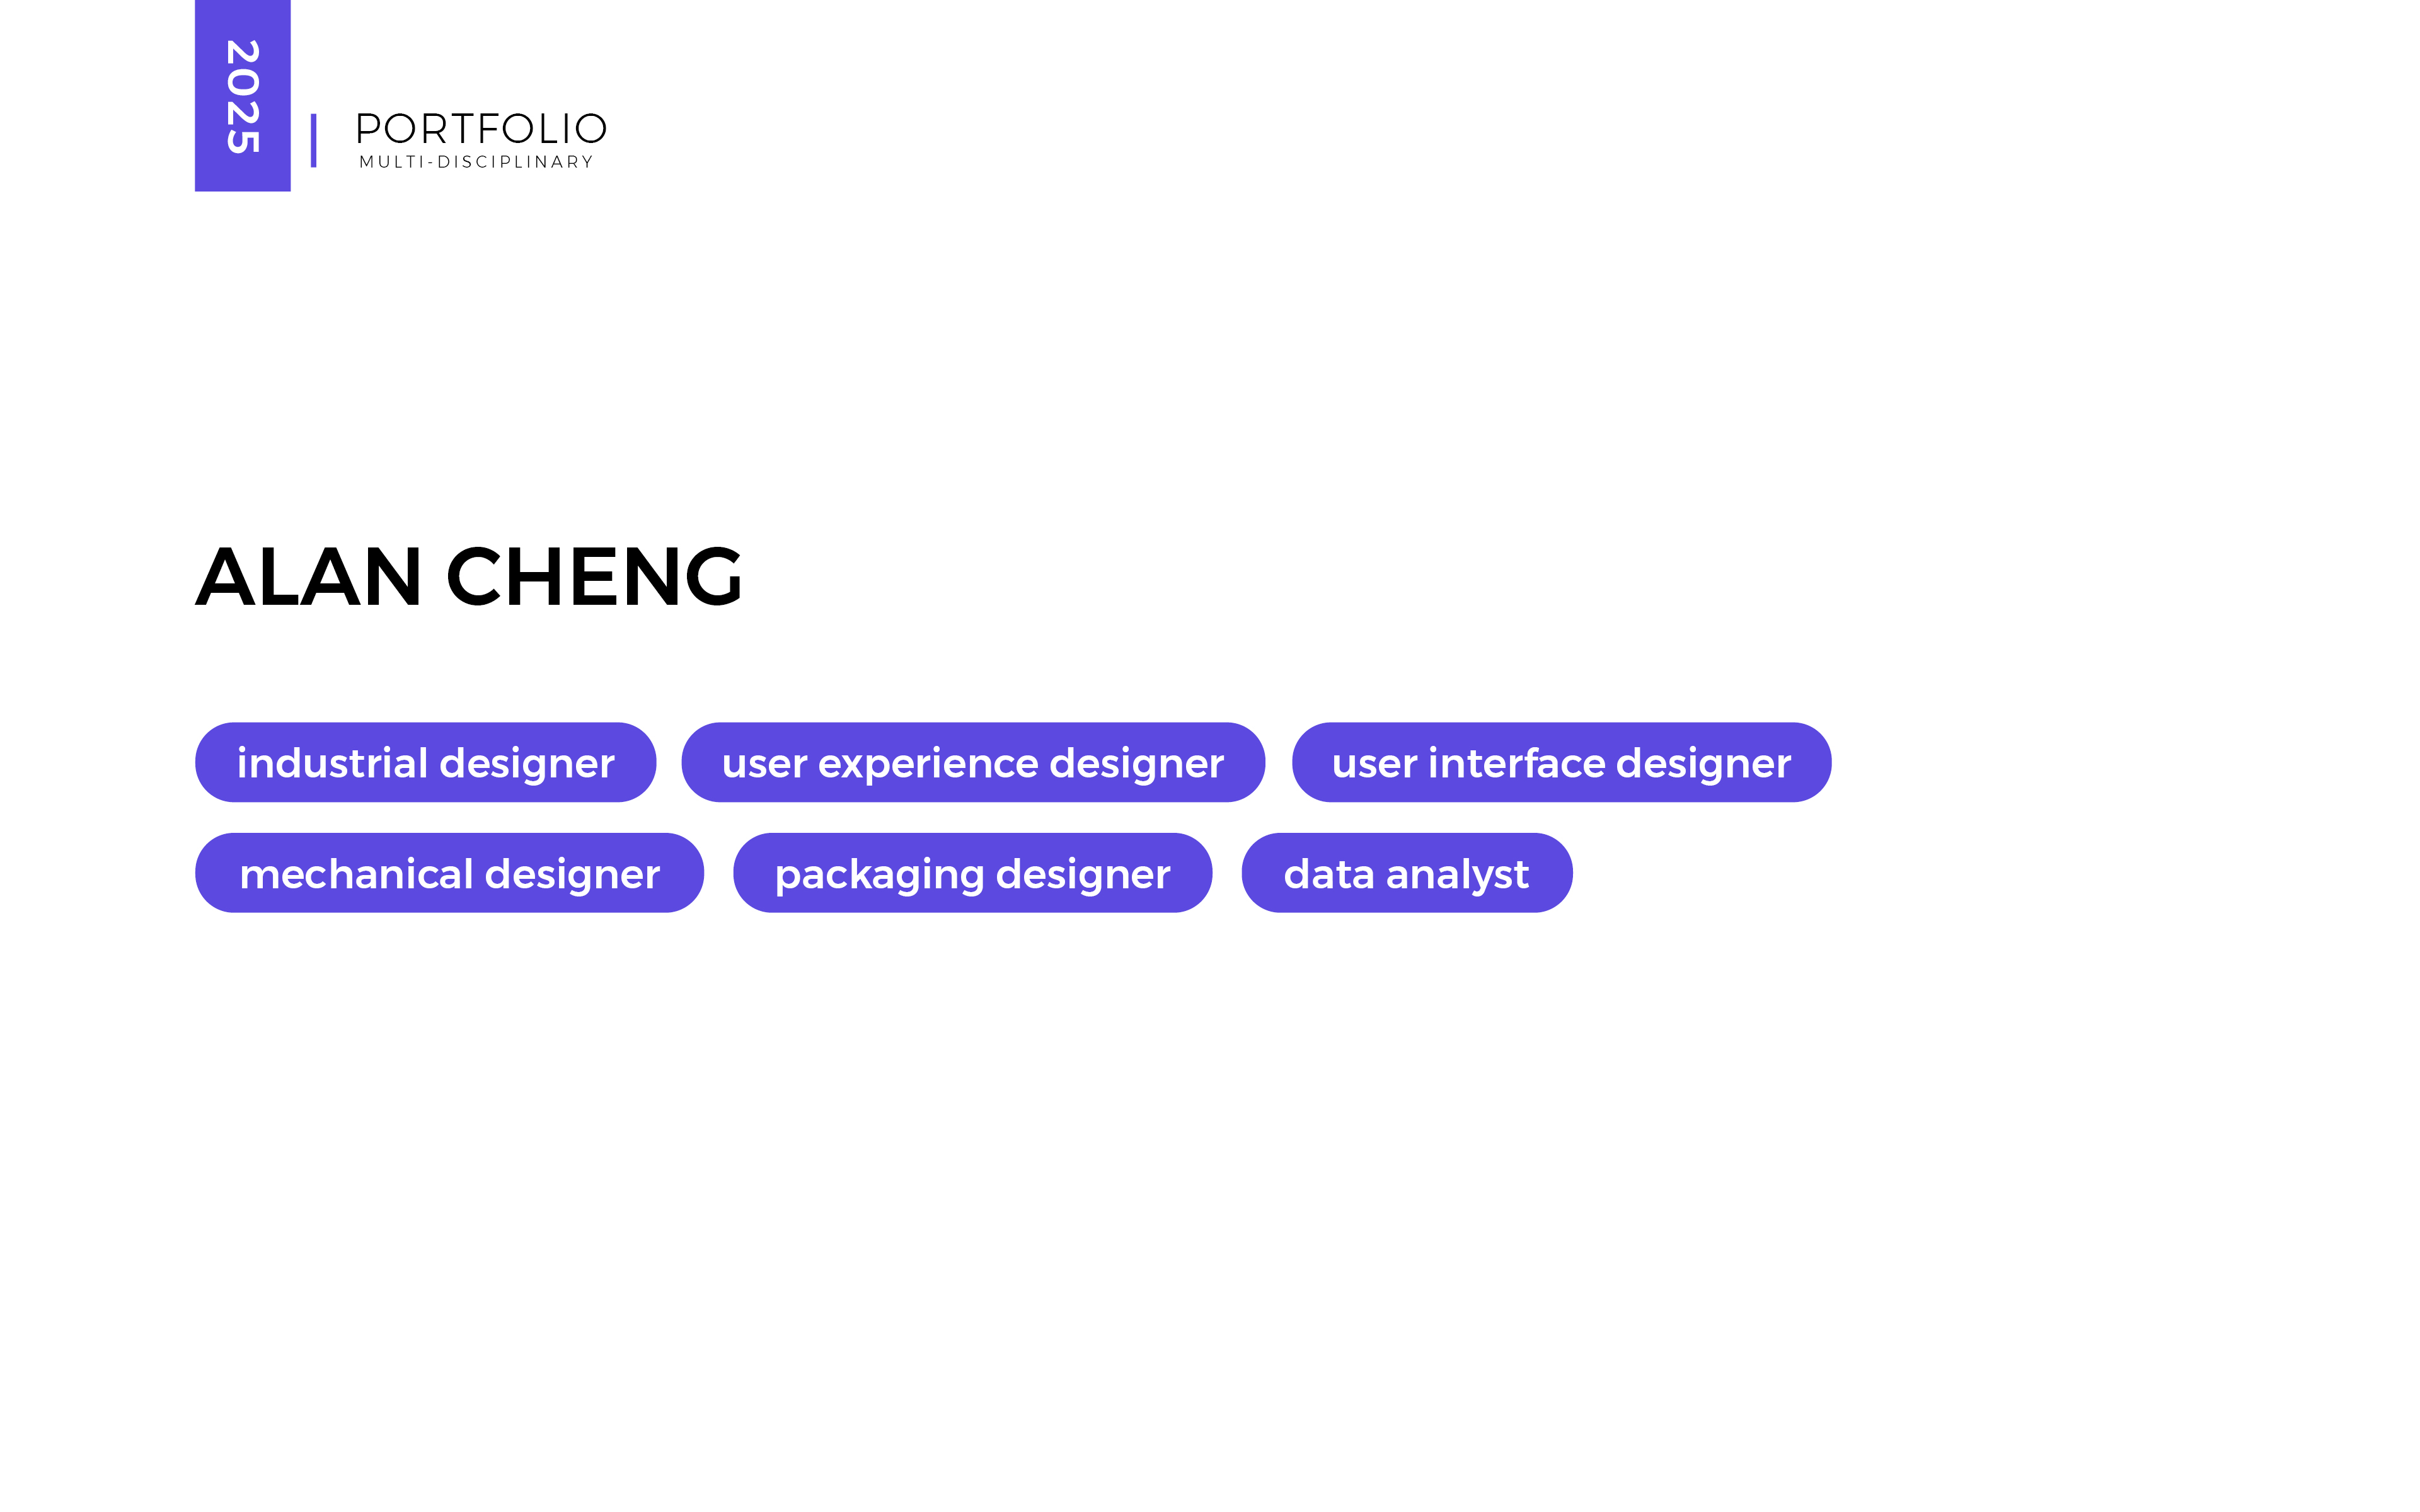 2025
PORTFOLIO
MULTI-DISCIPLINARY
ALAN CHENG
industrial designer
user experience designer
user interface designer
mechanical designer
packaging designer
data analyst